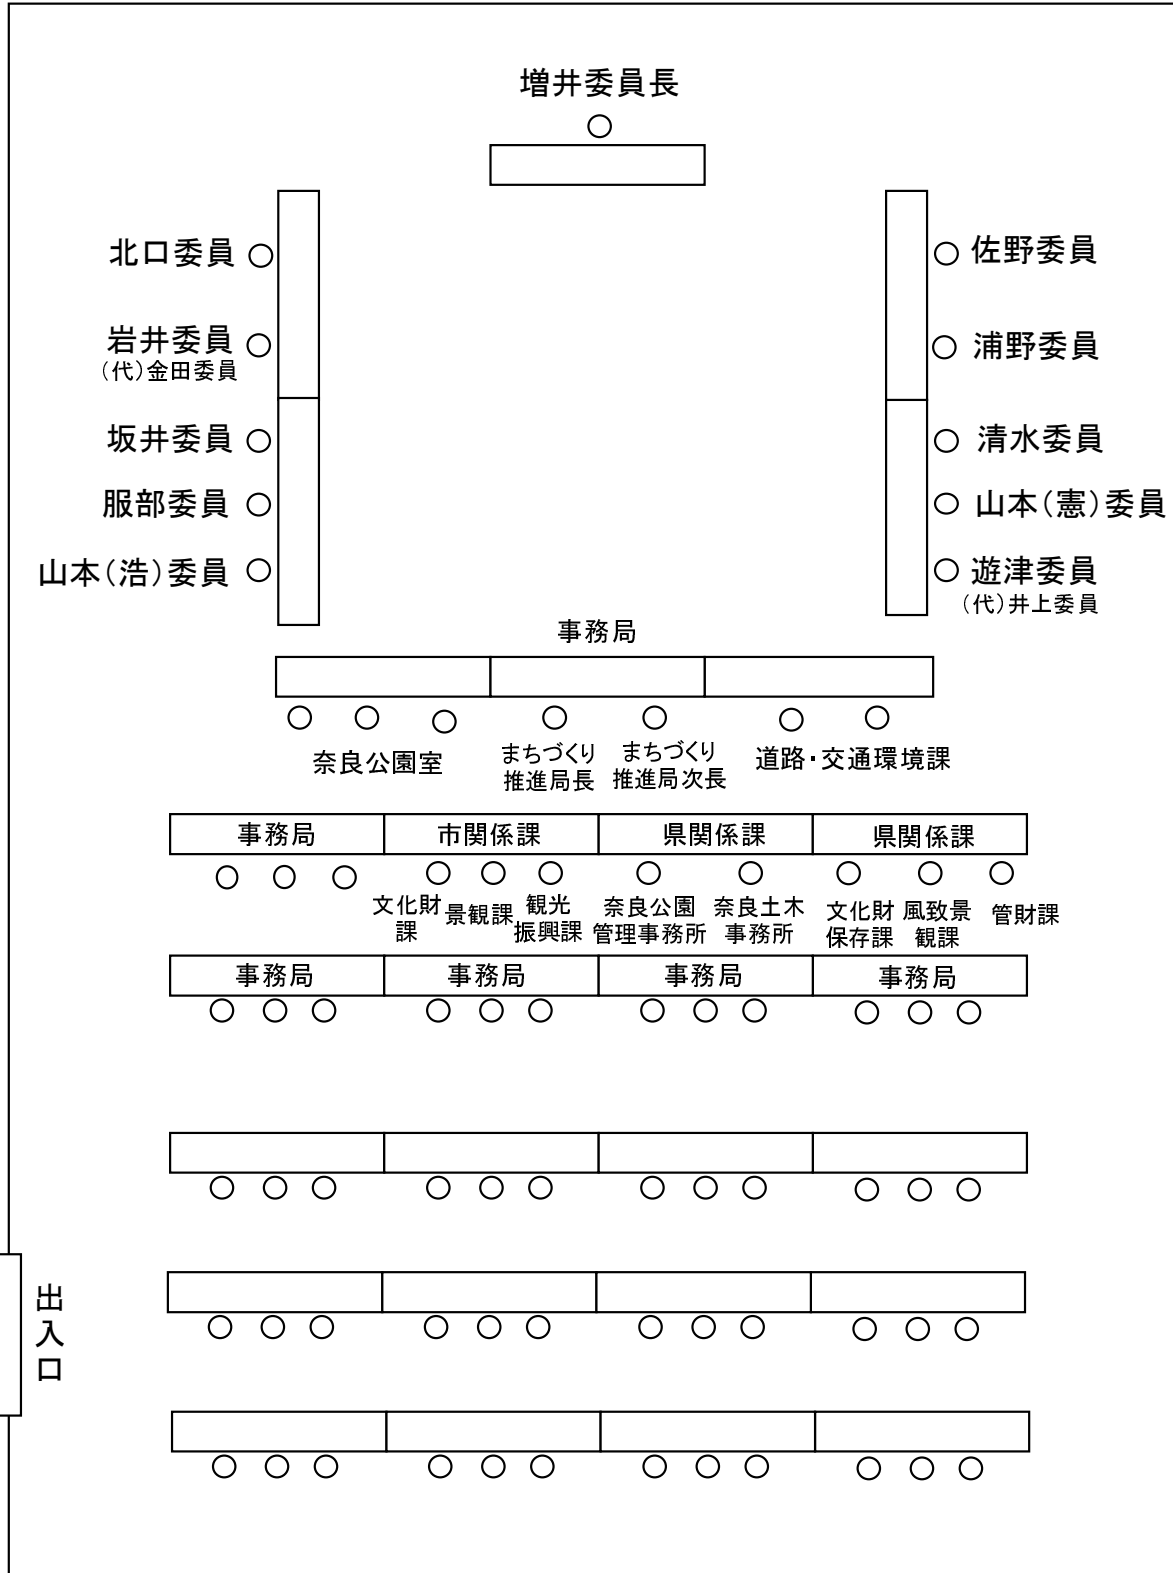 増井委員長
北口委員
佐野委員
岩井委員
(代)金田委員
浦野委員
坂井委員
清水委員
服部委員
山本(憲)委員
山本(浩)委員
遊津委員
(代)井上委員
事務局
奈良公園室
まちづくり
推進局長
まちづくり
推進局次長
道路・交通環境課
事務局
市関係課
県関係課
県関係課
文化財
課
景観課
観光
振興課
奈良公園
管理事務所
奈良土木
事務所
文化財
保存課
風致景
観課
管財課
事務局
事務局
事務局
事務局
出入口